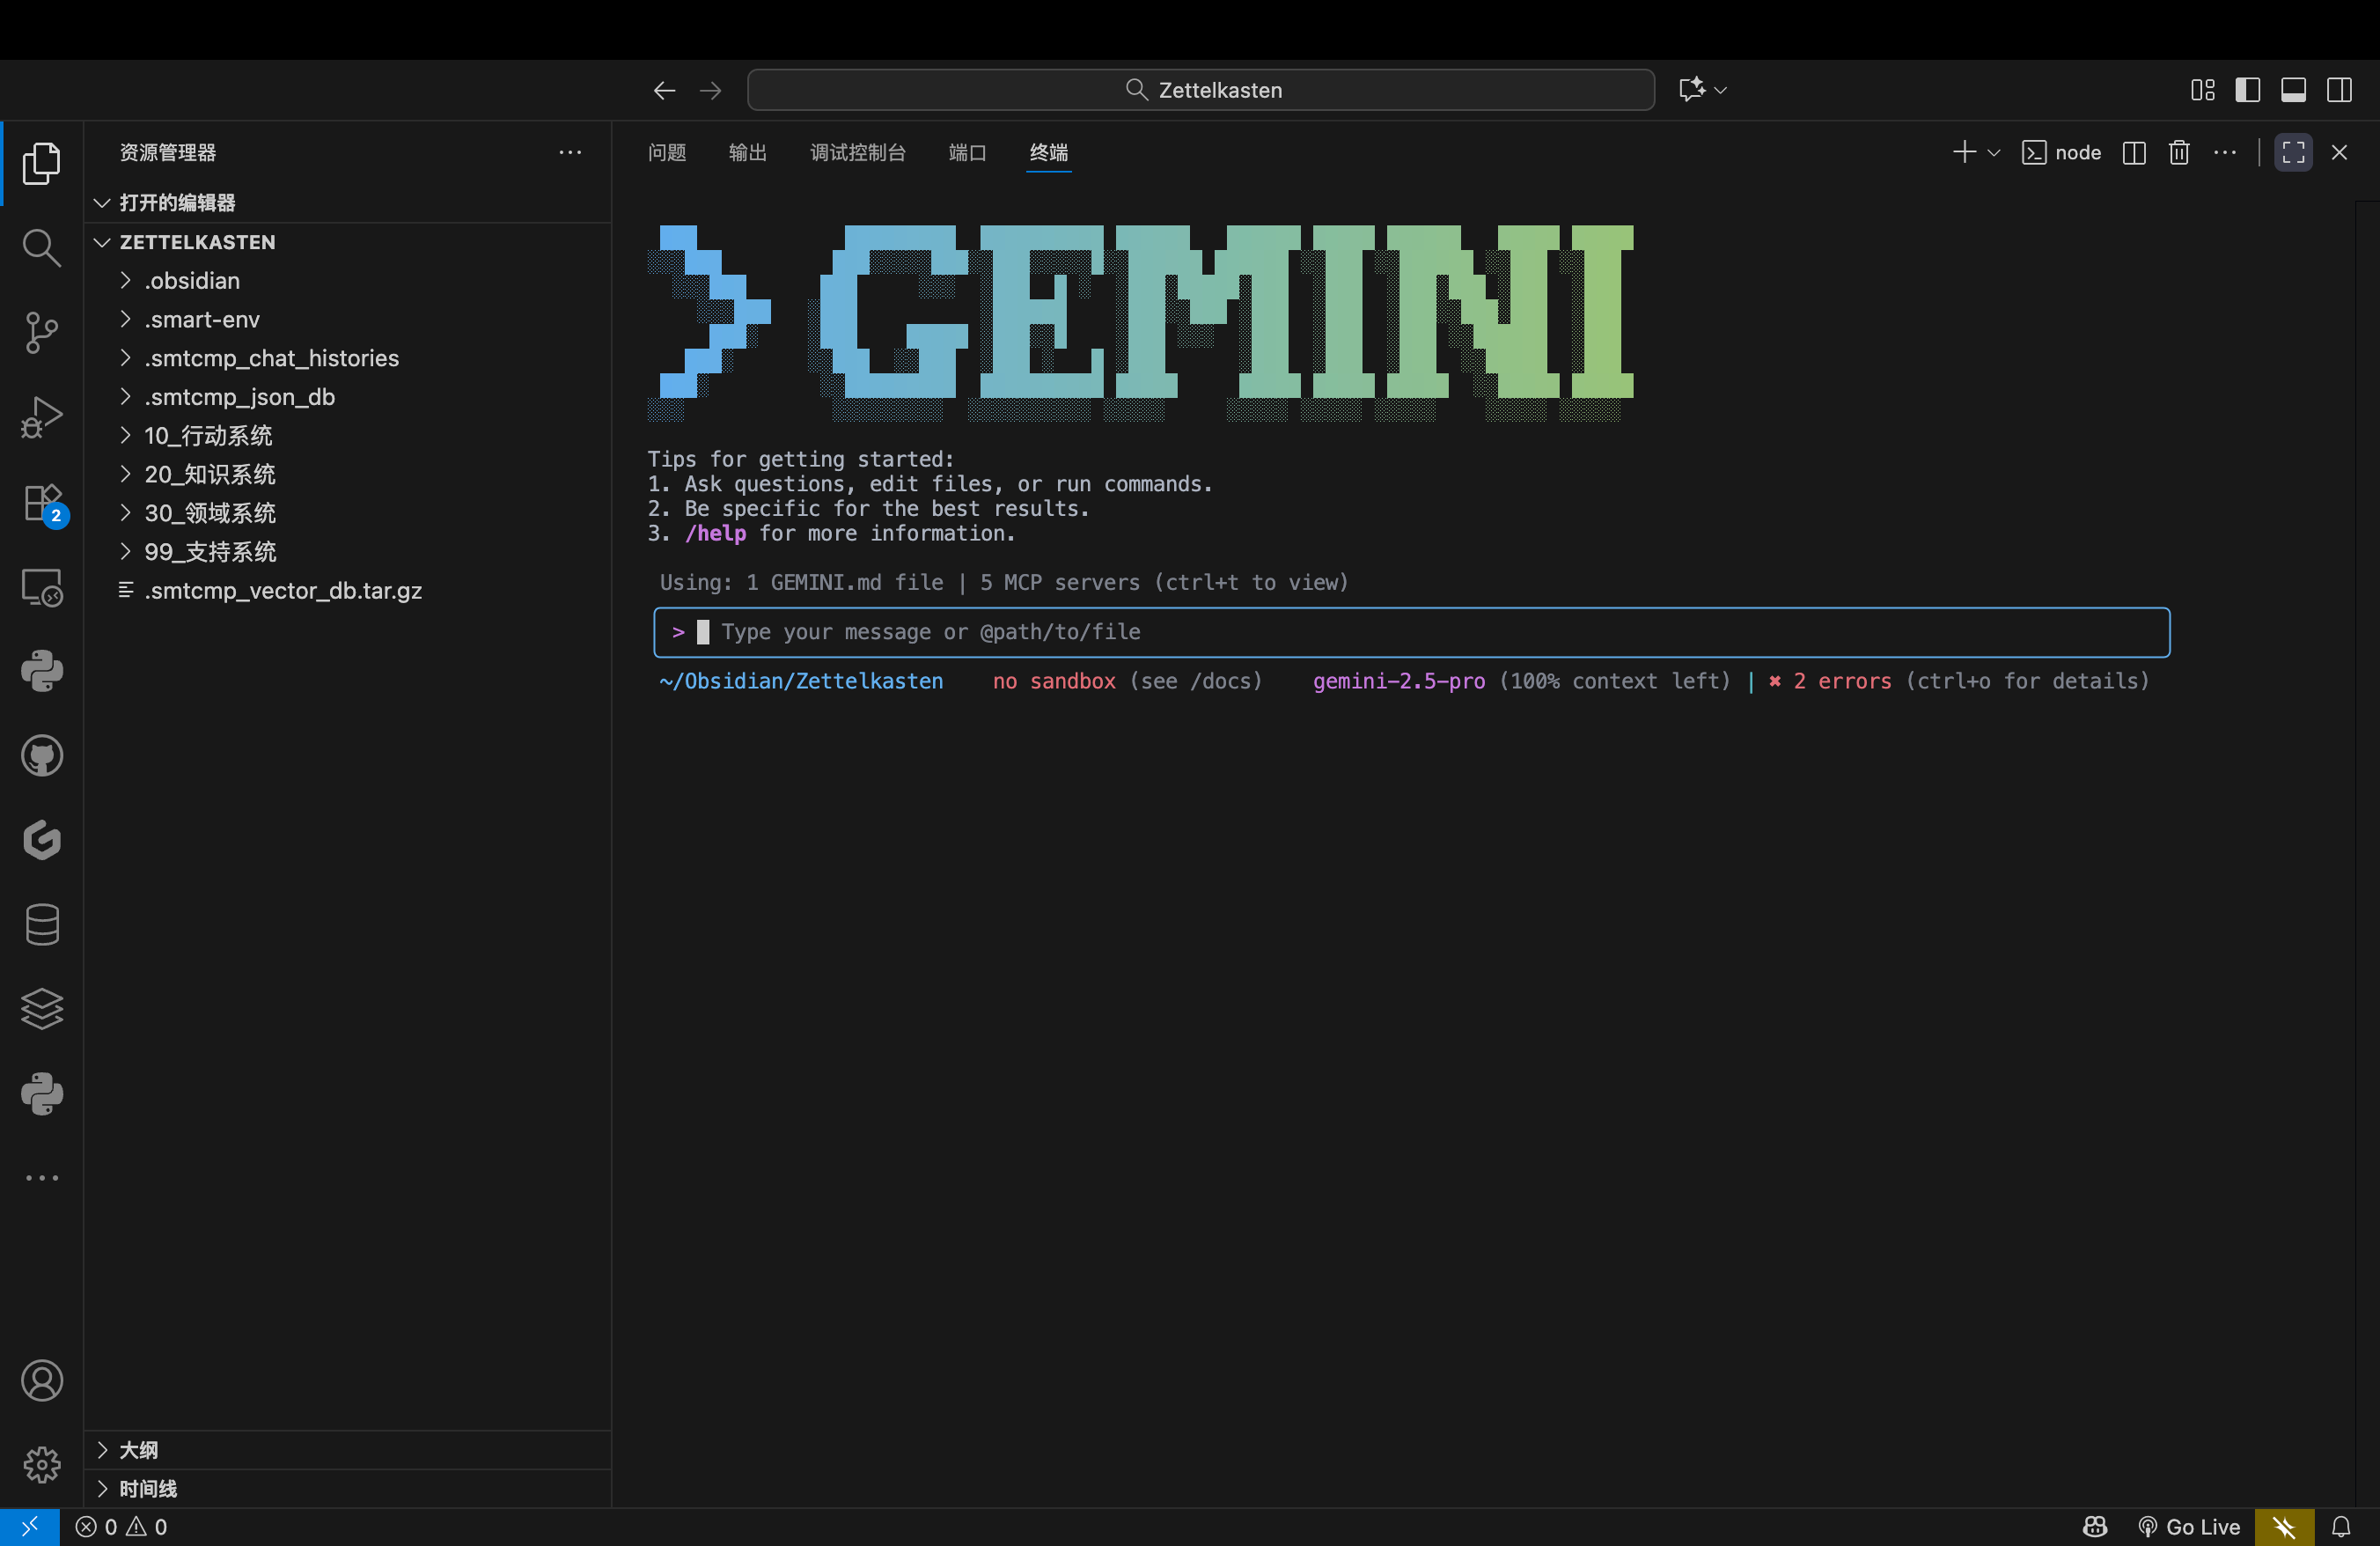 Zettelkasten
资源管理器
打开的编辑器
ZETTELKASTEN
.obsidian
.smart-env
.smtcmp_chat_histories
.smtcmp_json_db
10_行动系统
20_知识系统
30_领域系统
99_支持系统
.smtcmp_vector_db.tar.gz
2
大纲
时间线
问题 输出 调试控制台 端口 终端
node
> GEMINI
Tips for getting started:
1. Ask questions, edit files, or run commands.
2. Be specific for the best results.
3. /help for more information.
Using: 1 GEMINI.md file | 5 MCP servers (ctrl+t to view)
> Type your message or @path/to/file
~/Obsidian/Zettelkasten no sandbox (see /docs) gemini-2.5-pro (100% context left) | ✖ 2 errors (ctrl+o for details)
0 0
Go Live